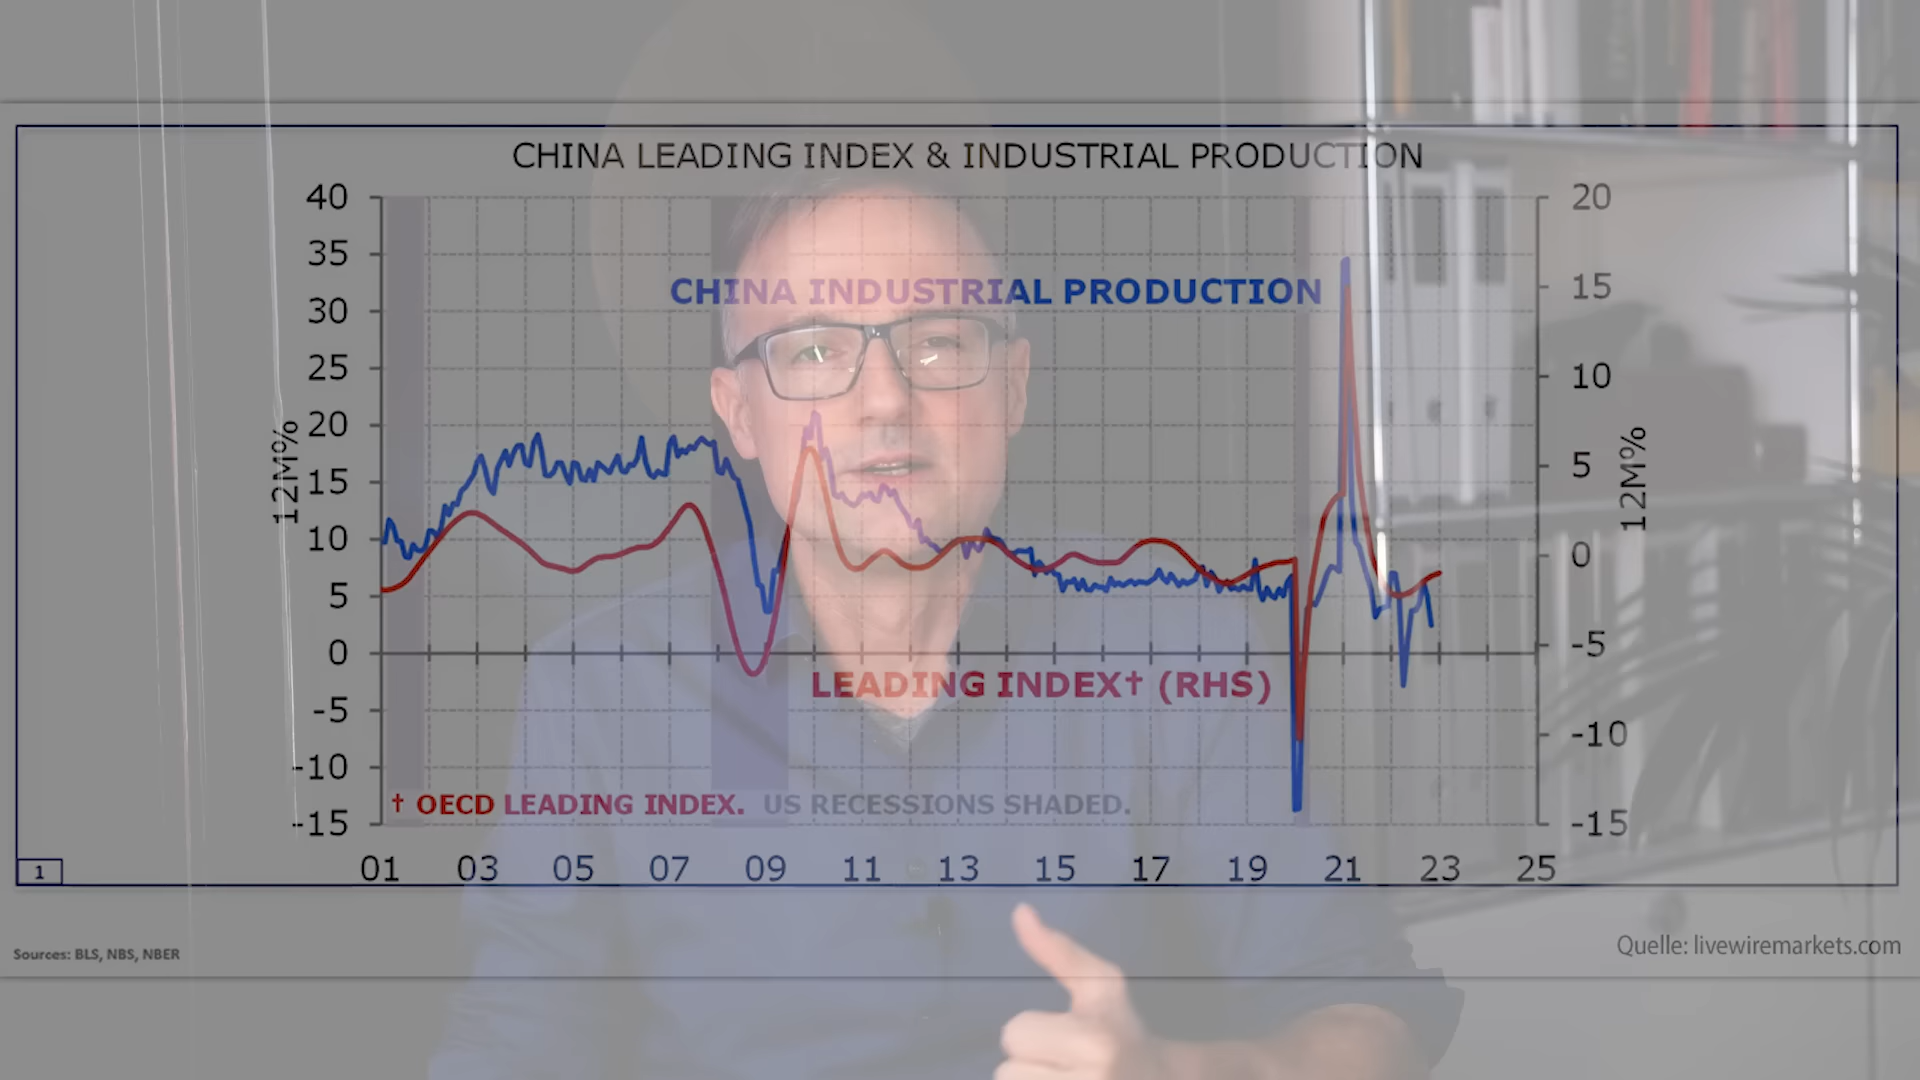 CHINA LEADING INDEX & INDUSTRIAL PRODUCTION
40
35
30
25
20
15
10
5
0
-5
-10
-15
12M%
CHINA INDUSTRIAL PRODUCTION
LEADING INDEX† (RHS)
† OECD LEADING INDEX. US RECESSIONS SHADED.
20
15
10
5
0
-5
-10
-15
12M%
01 03 05 07 09 11 13 15 17 19 21 23 25
1
Sources: BLS, NBS, NBER
Quelle: livewiremarkets.com